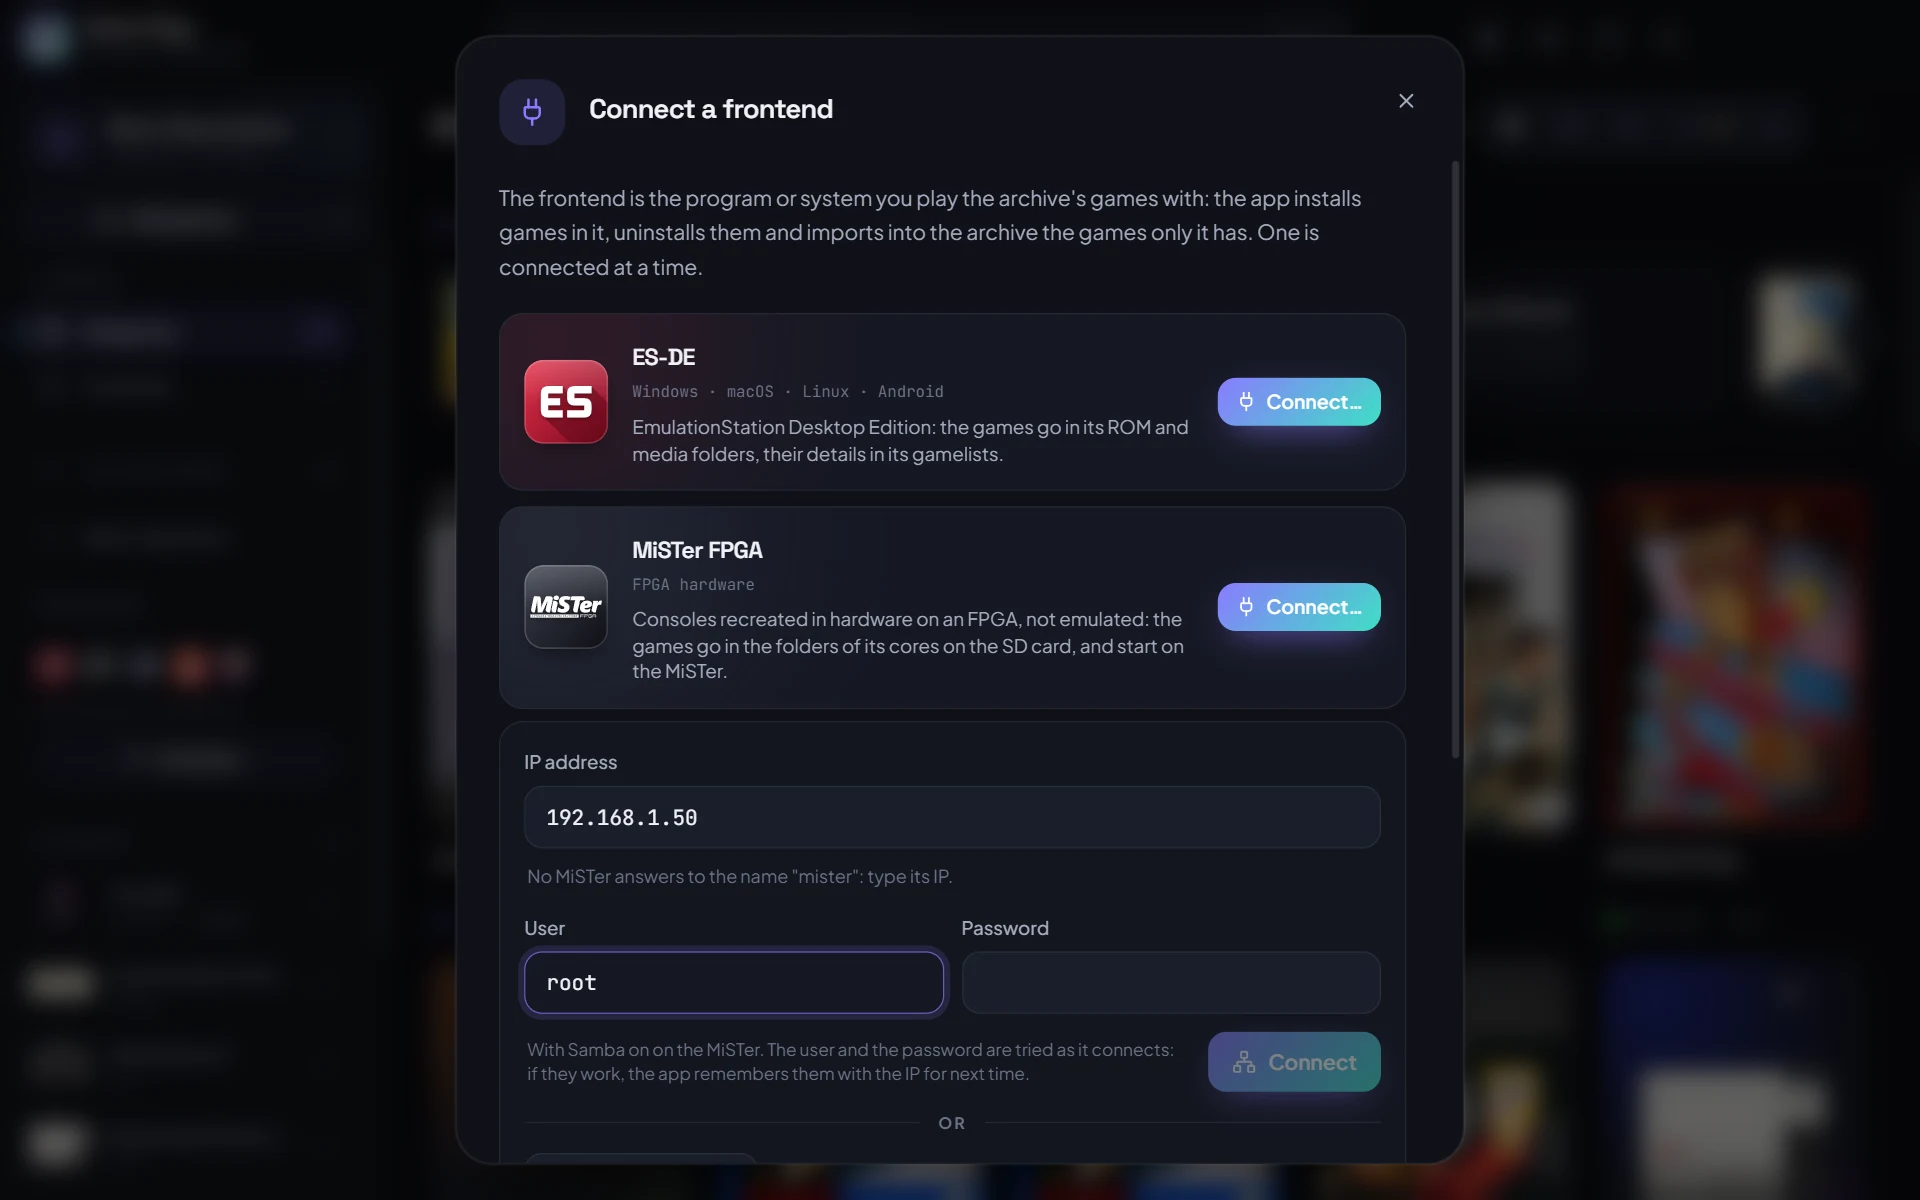 Connect a frontend
The frontend is the program or system you play the archive's games with: the app installs
games in it, uninstalls them and imports into the archive the games only it has. One is
connected at a time.
ES
ES-DE
Windows · macOS · Linux · Android
EmulationStation Desktop Edition: the games go in its ROM and
media folders, their details in its gamelists.
Connect…
MiSTer
FPGA
MiSTer FPGA
FPGA hardware
Consoles recreated in hardware on an FPGA, not emulated: the
games go in the folders of its cores on the SD card, and start on
the MiSTer.
Connect…
IP address
192.168.1.50
No MiSTer answers to the name "mister": type its IP.
User
Password
root
With Samba on on the MiSTer. The user and the password are tried as it connects:
if they work, the app remembers them with the IP for next time.
Connect
OR